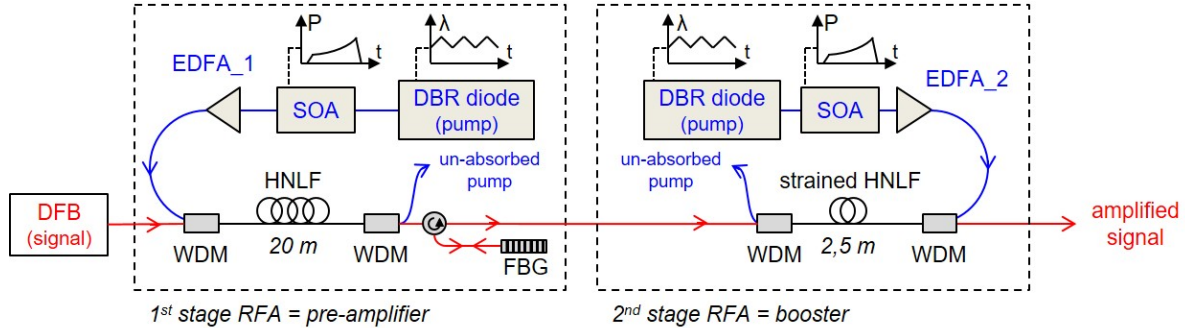 P
t
λ
t
EDFA_1
SOA
DBR diode
(pump)
un-absorbed
pump
HNLF
DFB
(signal)
WDM
20 m
WDM
FBG
1st stage RFA = pre-amplifier
λ
t
P
t
EDFA_2
DBR diode
(pump)
SOA
un-absorbed
pump
strained HNLF
WDM
2,5 m
WDM
amplified
signal
2nd stage RFA = booster